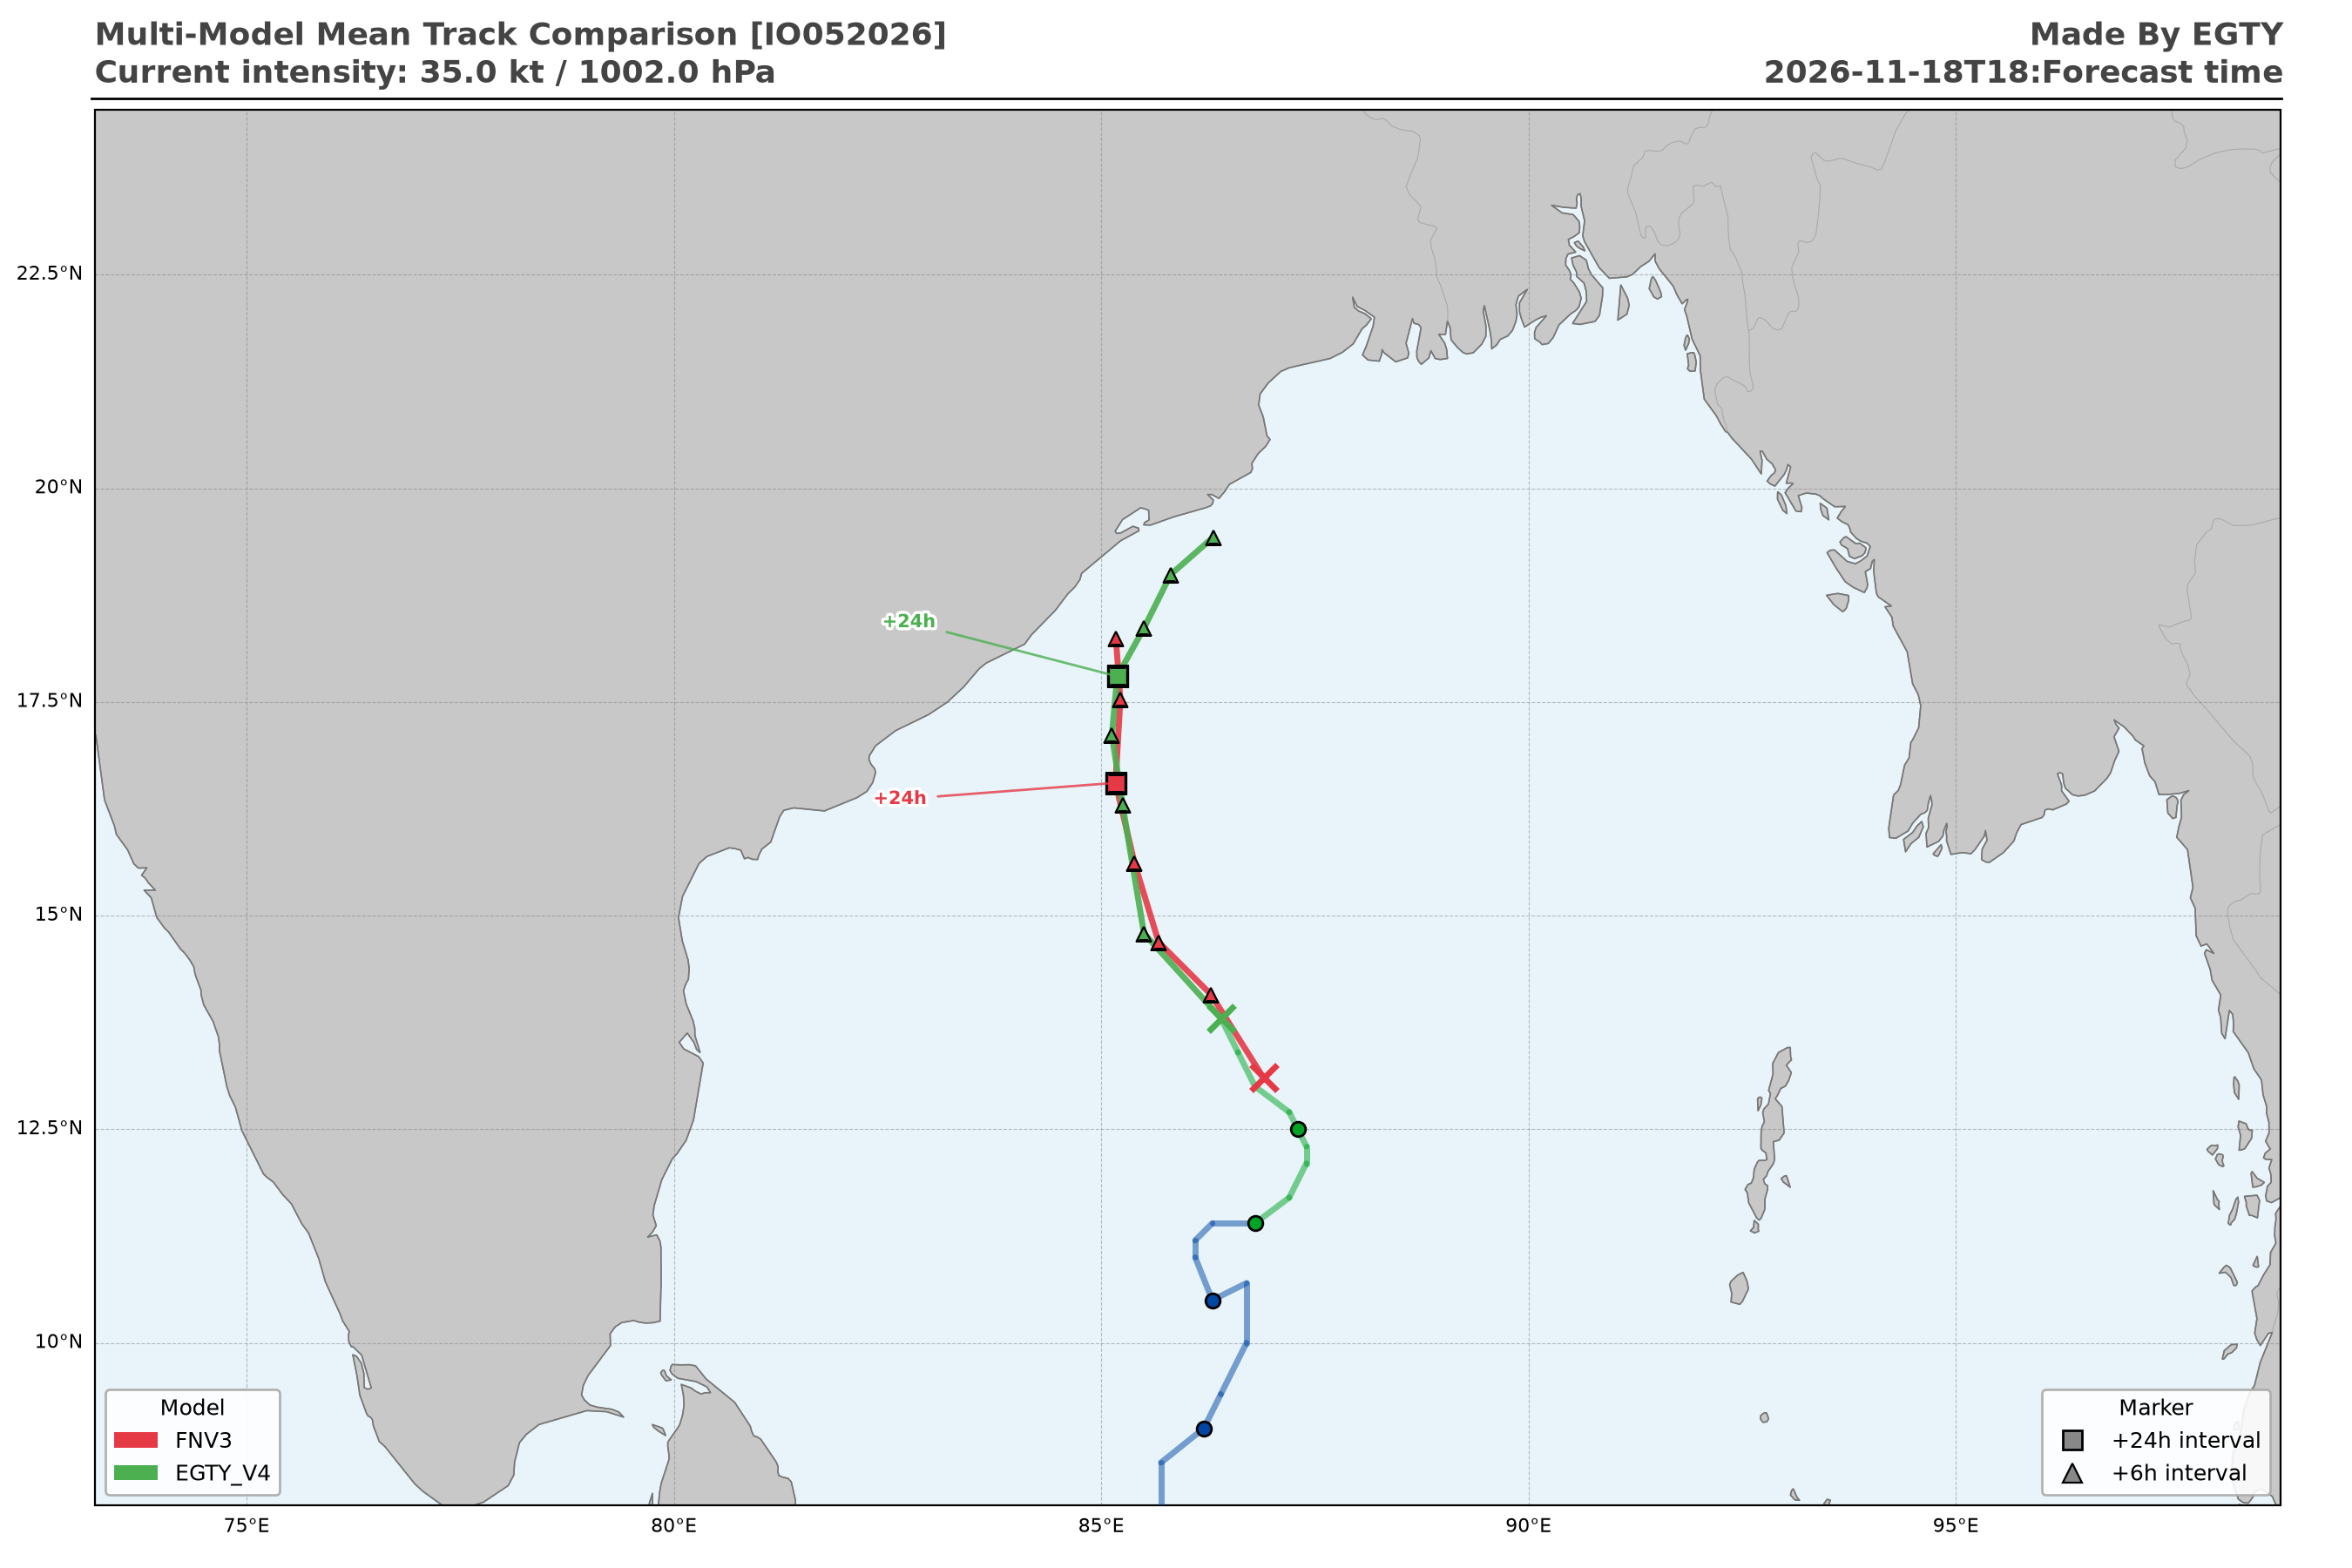 Multi-Model Mean Track Comparison [IO052026]
Current intensity: 35.0 kt / 1002.0 hPa
Made By EGTY
2026-11-18T18:Forecast time
22.5°N
20°N
17.5°N
15°N
12.5°N
10°N
+24h
+24h
Model
FNV3
EGTY_V4
Marker
+24h interval
+6h interval
75°E
80°E
85°E
90°E
95°E